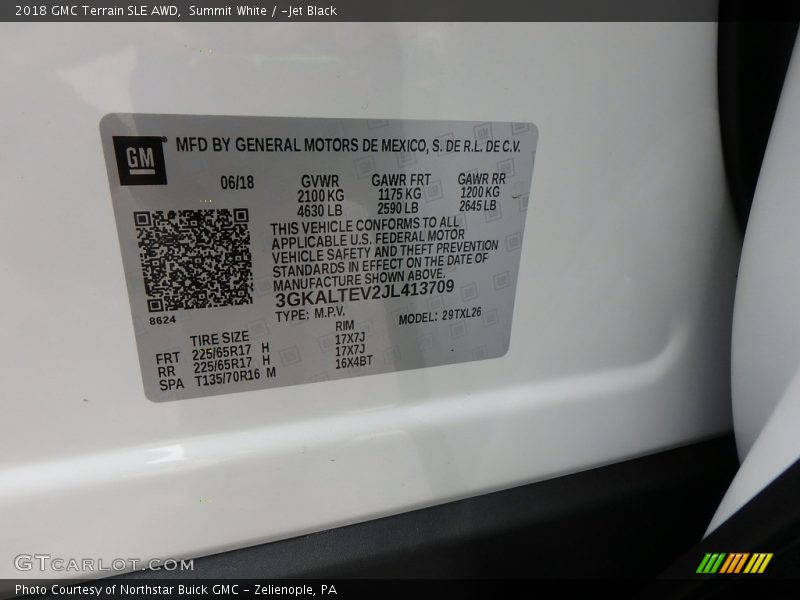 2018 GMC Terrain SLE AWD, Summit White / -Jet Black
GM
MFD BY GENERAL MOTORS DE MEXICO, S. DE R.L. DE C.V.
06/18 GVWR GAWR FRT GAWR RR
2100 KG 1175 KG 1200 KG
4630 LB 2590 LB 2645 LB
THIS VEHICLE CONFORMS TO ALL
APPLICABLE U.S. FEDERAL MOTOR
VEHICLE SAFETY AND THEFT PREVENTION
STANDARDS IN EFFECT ON THE DATE OF
MANUFACTURE SHOWN ABOVE.
3GKALTEV2JL413709
8624
TYPE: M.P.V. MODEL: 29TXL26
TIRE SIZE RIM
FRT 225/65R17 H 17X7J
RR 225/65R17 H 17X7J
SPA T135/70R16 M 16X4BT
GTCARLOT.COM
Photo Courtesy of Northstar Buick GMC - Zelienople, PA